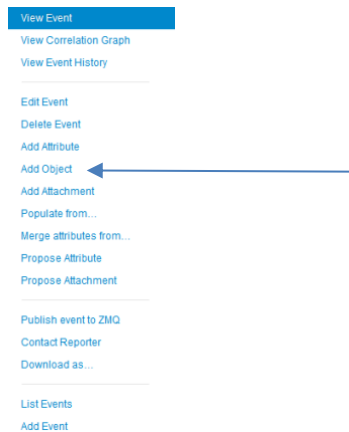 View Event
View Correlation Graph
View Event History
Edit Event
Delete Event
Add Attribute
Add Object
Add Attachment
Populate from...
Merge attributes from...
Propose Attribute
Propose Attachment
Publish event to ZMQ
Contact Reporter
Download as...
List Events
Add Event